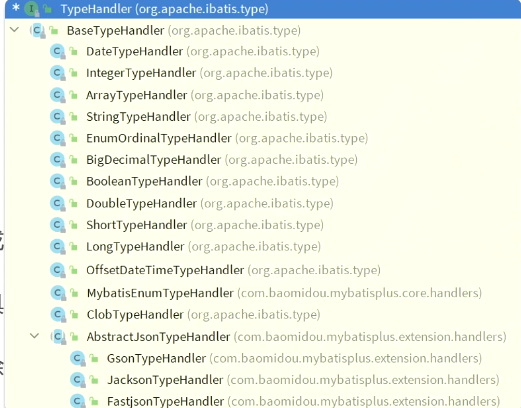 TypeHandler (org.apache.ibatis.type)
BaseTypeHandler (org.apache.ibatis.type)
DateTypeHandler (org.apache.ibatis.type)
IntegerTypeHandler (org.apache.ibatis.type)
ArrayTypeHandler (org.apache.ibatis.type)
StringTypeHandler (org.apache.ibatis.type)
EnumOrdinalTypeHandler (org.apache.ibatis.type)
BigDecimalTypeHandler (org.apache.ibatis.type)
BooleanTypeHandler (org.apache.ibatis.type)
DoubleTypeHandler (org.apache.ibatis.type)
ShortTypeHandler (org.apache.ibatis.type)
LongTypeHandler (org.apache.ibatis.type)
OffsetDateTimeTypeHandler (org.apache.ibatis.type)
MybatisEnumTypeHandler (com.baomidou.mybatisplus.core.handlers)
ClobTypeHandler (org.apache.ibatis.type)
AbstractJsonTypeHandler (com.baomidou.mybatisplus.extension.handlers)
GsonTypeHandler (com.baomidou.mybatisplus.extension.handlers)
JacksonTypeHandler (com.baomidou.mybatisplus.extension.handlers)
FastjsonTypeHandler (com.baomidou.mybatisplus.extension.handlers)